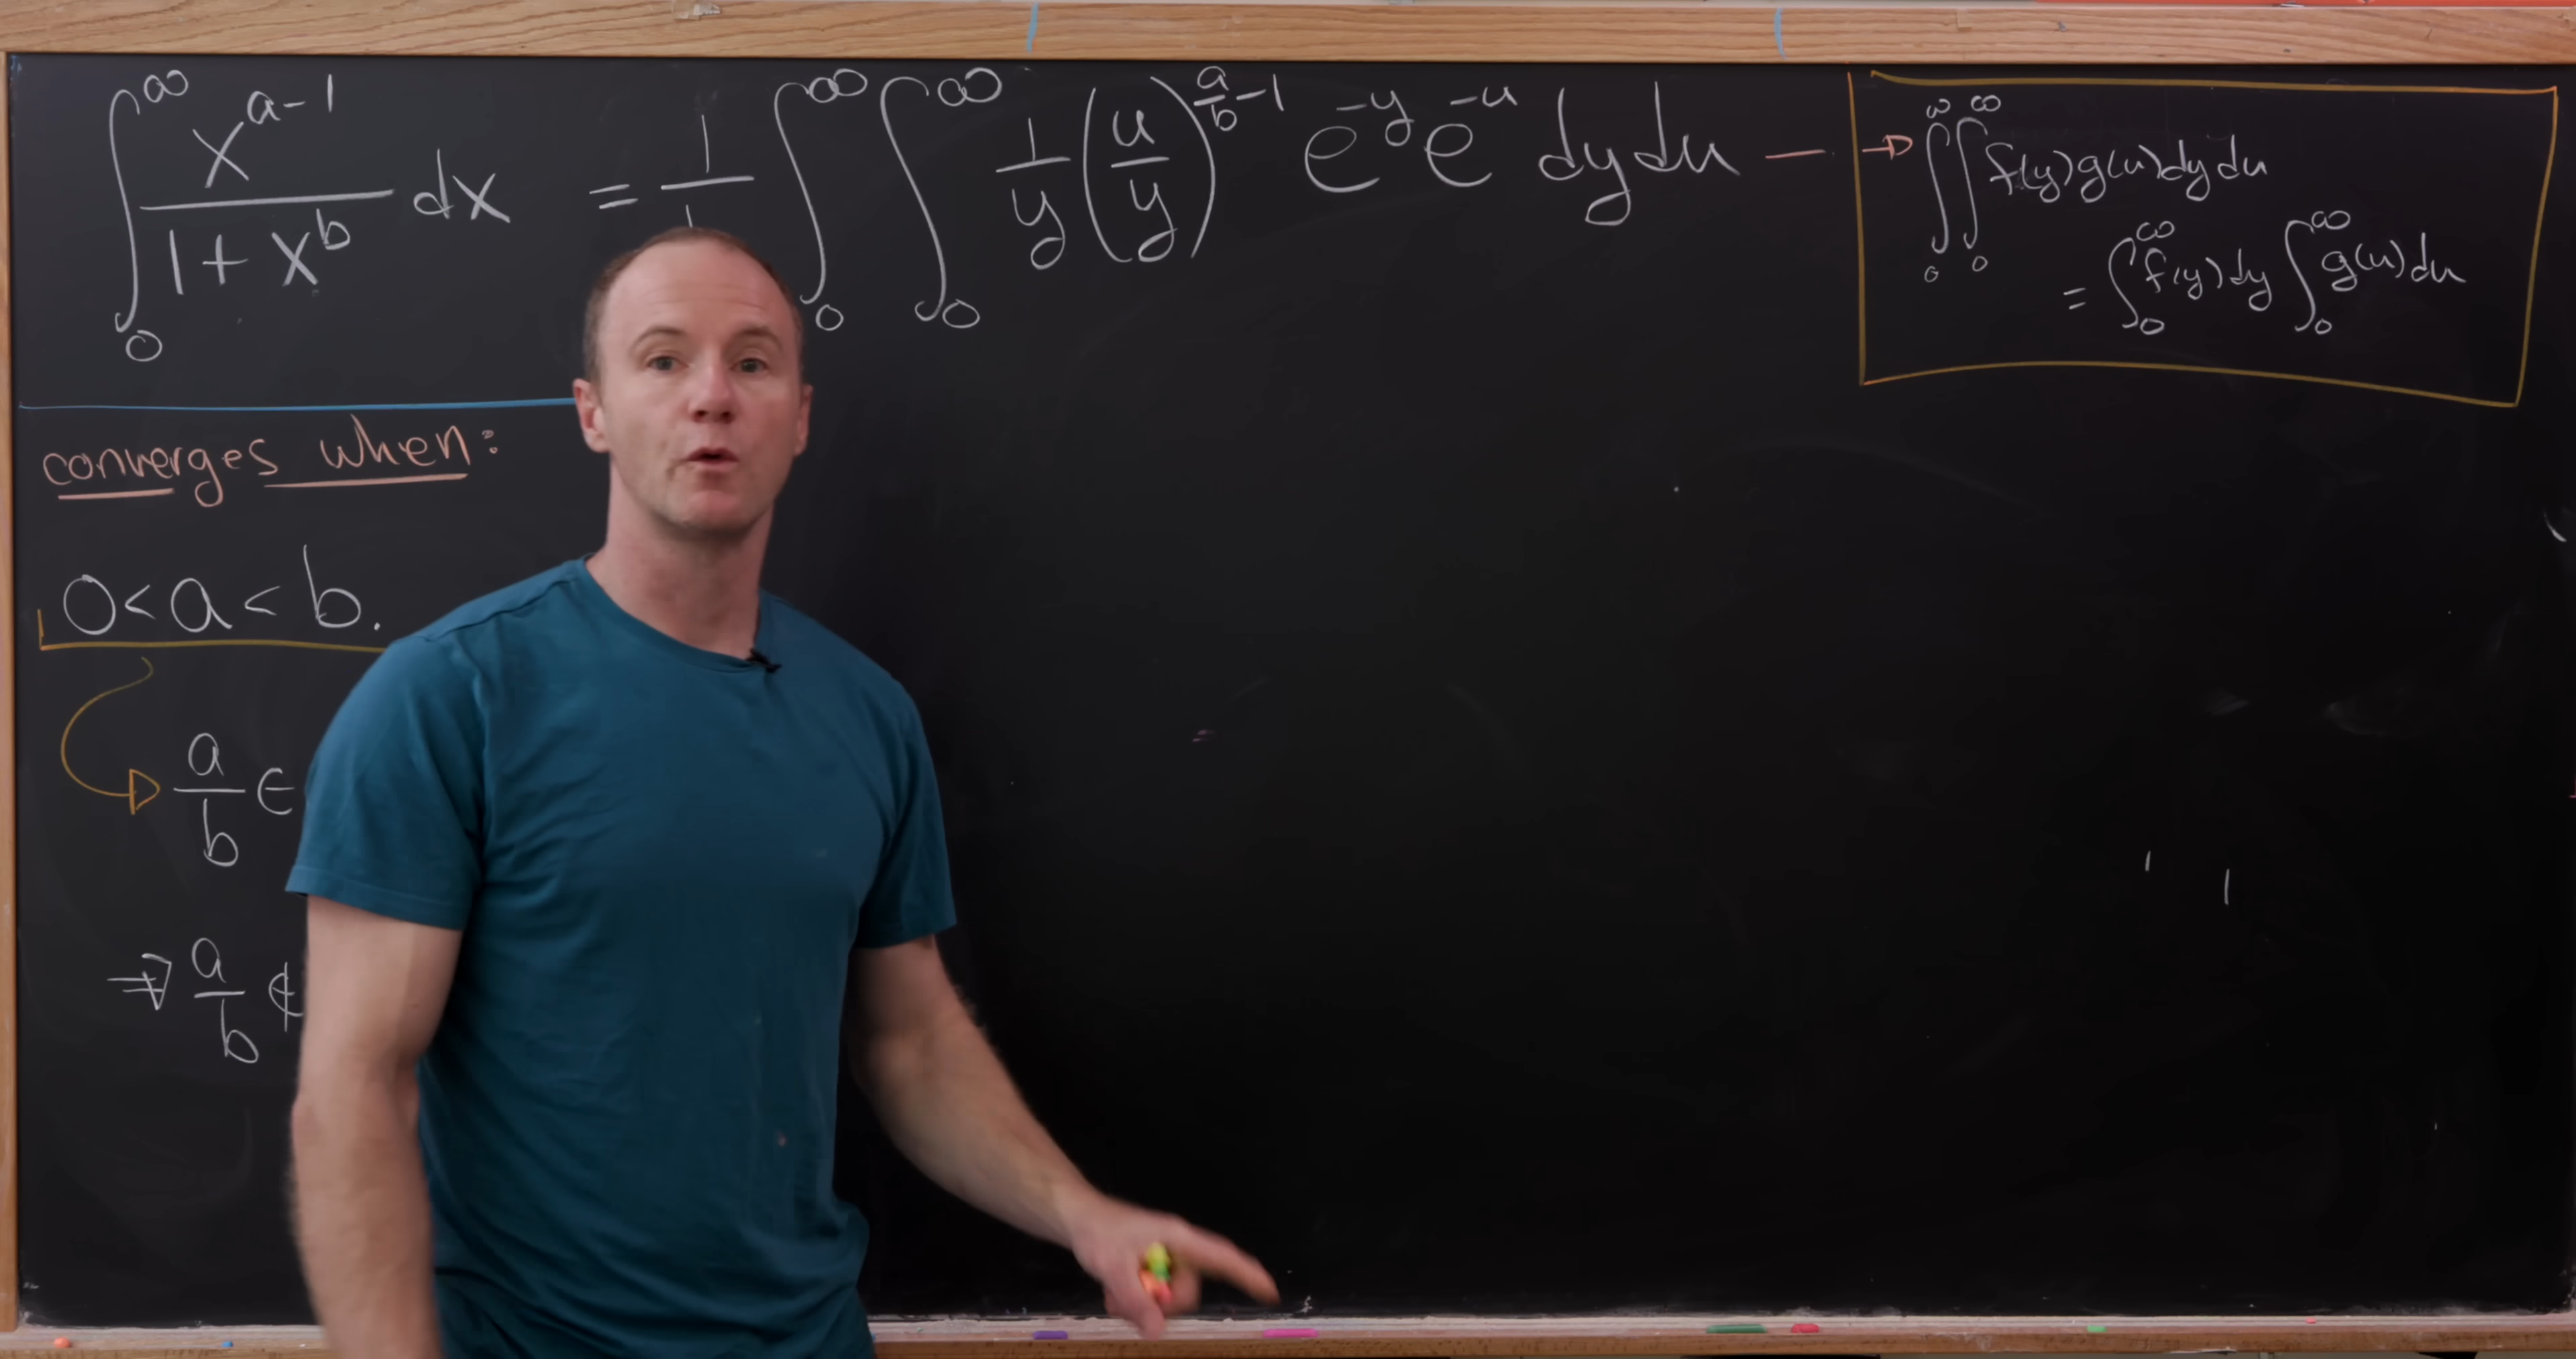 ∫₀^∞ x^(a-1)/(1+x^b) dx = 1/ ∫₀^∞ ∫₀^∞ 1/y (u/y)^(a/b - 1) e^(-y) e^(-u) dy du —→
∫₀^∞ ∫₀^∞ f(y)g(u)dy du
= ∫₀^∞ f(y)dy ∫₀^∞ g(u)du
converges when:
0<a<b.
a/b ∈
⇒ a/b ∉